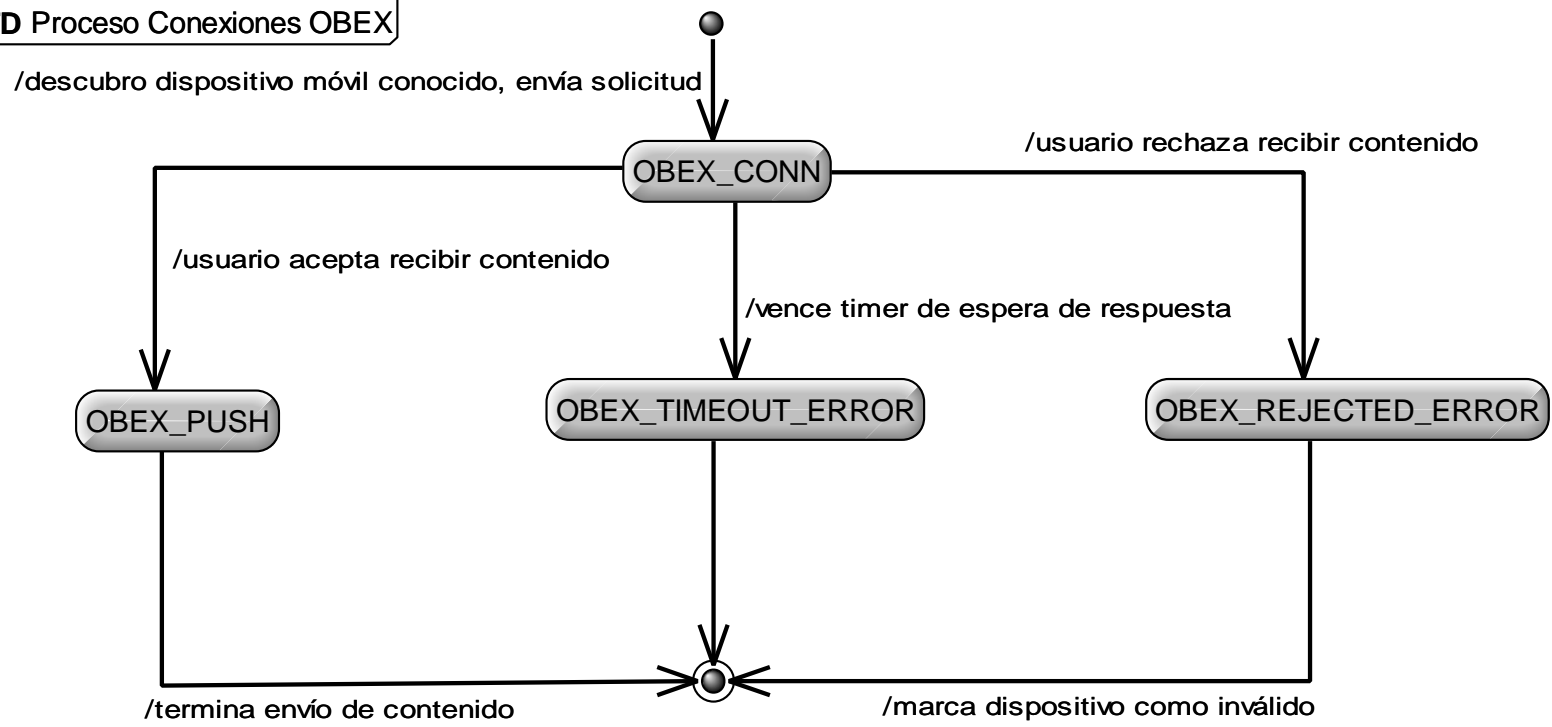 TD Proceso Conexiones OBEX
/descubro dispositivo móvil conocido, envía solicitud
/usuario rechaza recibir contenido
OBEX_CONN
/usuario acepta recibir contenido
/vence timer de espera de respuesta
OBEX_PUSH
OBEX_TIMEOUT_ERROR
OBEX_REJECTED_ERROR
/termina envío de contenido
/marca dispositivo como inválido